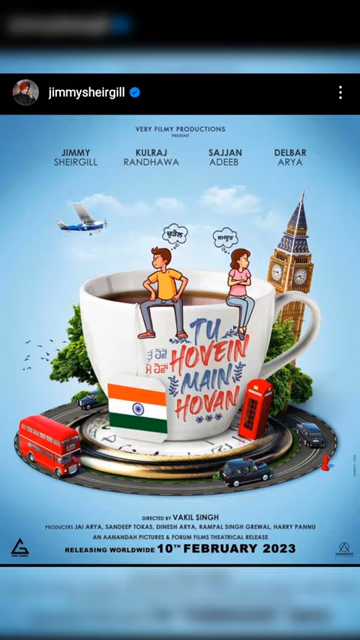 jimmysheirgill
VERY FILMY PRODUCTIONS
PRESENT
JIMMY SHEIRGILL
KULRAJ RANDHAWA
SAJJAN ADEEB
DELBAR ARYA
ਚੁੜੈਲ
TU
HOVEIN
MAIN
HOVAN
ਤੂੰ ਹੋਵੇਂ
ਮੈਂ ਹੋਵਾਂ
DIRECTED BY VAKIL SINGH
PRODUCERS JAI ARYA, SANDEEP TOKAS, DINESH ARYA, RAMPAL SINGH GREWAL, HARRY PANNU
AN AANANDAH PICTURES & FORUM FILMS THEATRICAL RELEASE
RELEASING WORLDWIDE 10TH FEBRUARY 2023